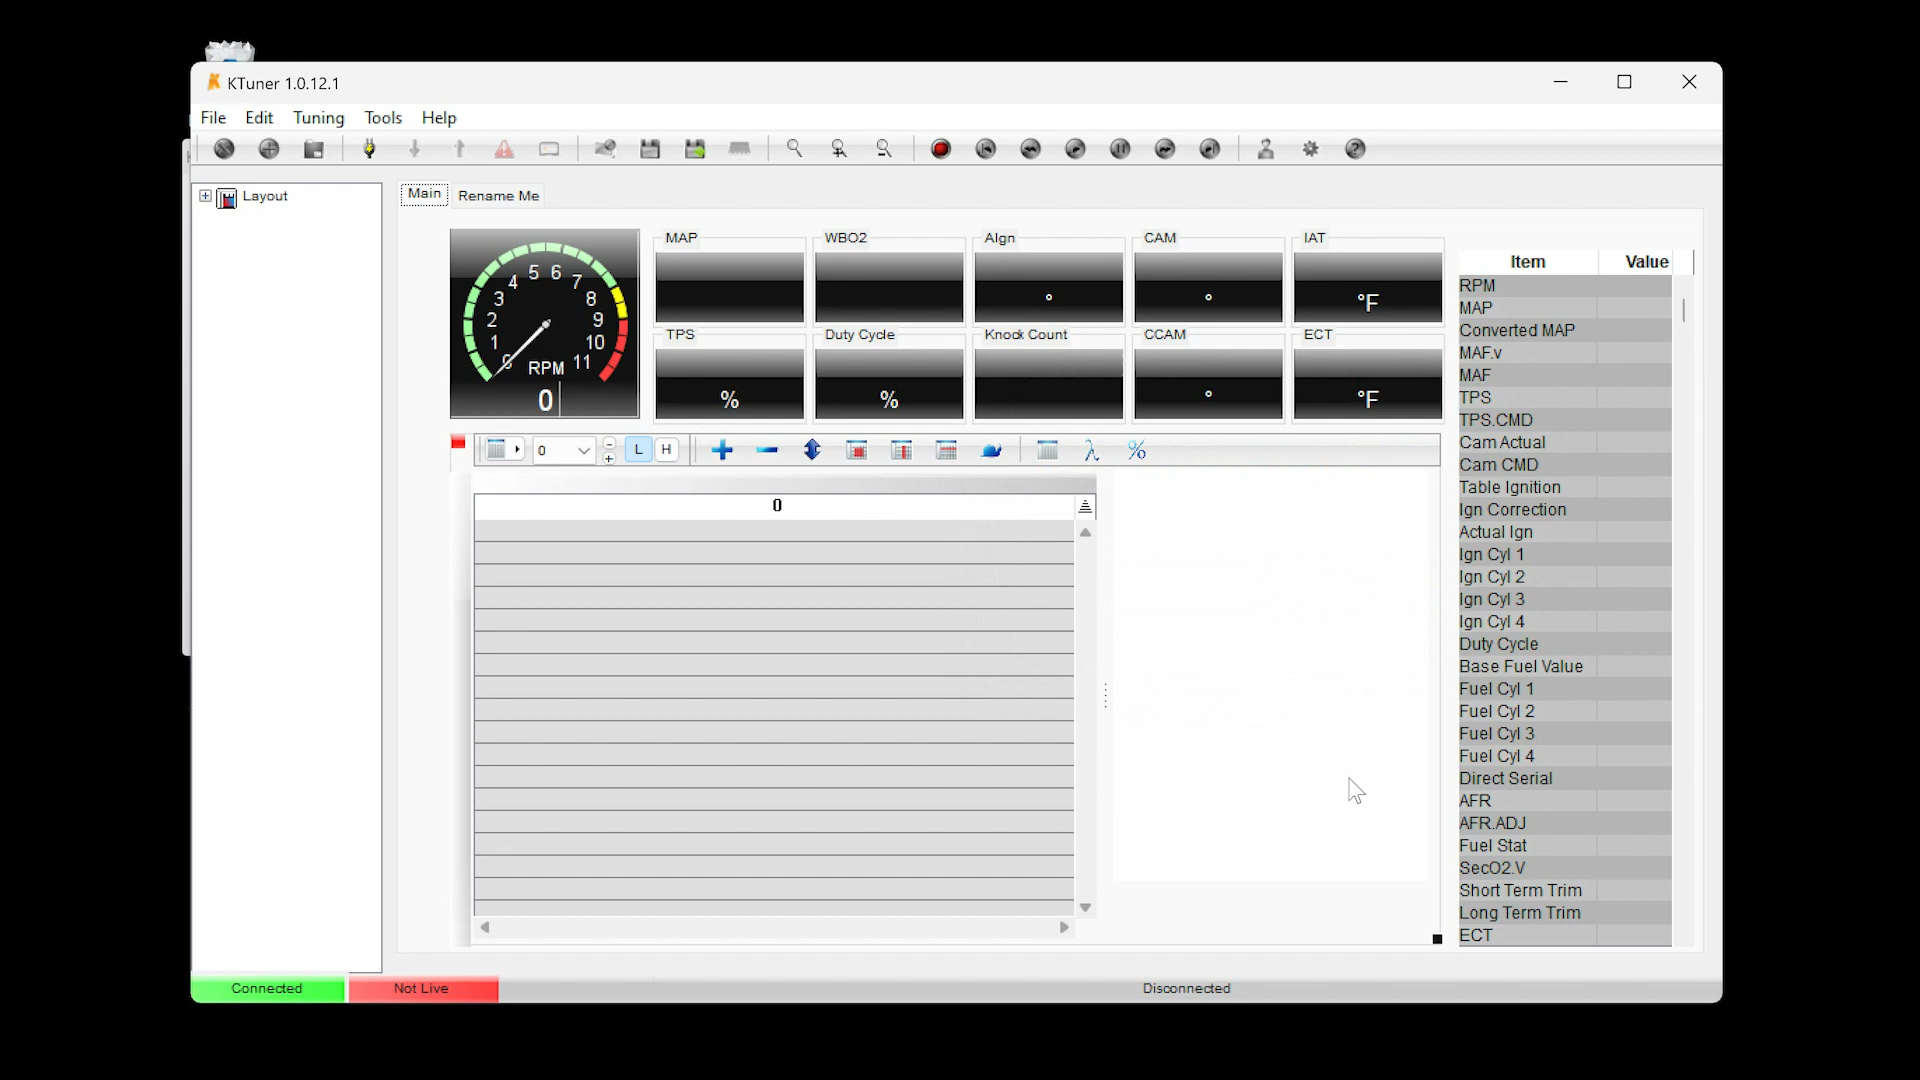 KTuner 1.0.12.1
File Edit Tuning Tools Help
Layout
Main Rename Me
MAP WBO2 AIgn CAM IAT
° ° °F
TPS Duty Cycle Knock Count CCAM ECT
% % ° °F
0 1 2 3 4 5 6 7 8 9 10 11
RPM
0
0 L H λ %
0
Item Value
RPM
MAP
Converted MAP
MAF.v
MAF
TPS
TPS.CMD
Cam Actual
Cam CMD
Table Ignition
Ign Correction
Actual Ign
Ign Cyl 1
Ign Cyl 2
Ign Cyl 3
Ign Cyl 4
Duty Cycle
Base Fuel Value
Fuel Cyl 1
Fuel Cyl 2
Fuel Cyl 3
Fuel Cyl 4
Direct Serial
AFR
AFR.ADJ
Fuel Stat
SecO2.V
Short Term Trim
Long Term Trim
ECT
Connected Not Live Disconnected